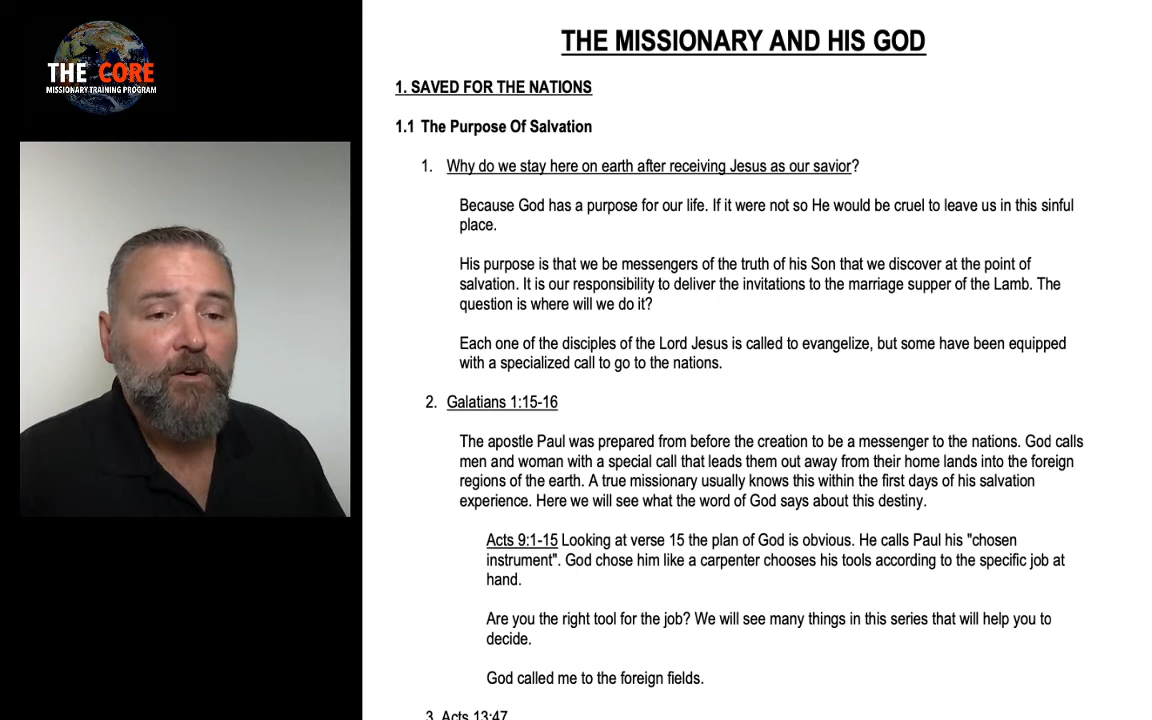 THE CORE
MISSIONARY TRAINING PROGRAM
THE MISSIONARY AND HIS GOD
1. SAVED FOR THE NATIONS
1.1 The Purpose Of Salvation
1. Why do we stay here on earth after receiving Jesus as our savior?
Because God has a purpose for our life. If it were not so He would be cruel to leave us in this sinful
place.
His purpose is that we be messengers of the truth of his Son that we discover at the point of
salvation. It is our responsibility to deliver the invitations to the marriage supper of the Lamb. The
question is where will we do it?
Each one of the disciples of the Lord Jesus is called to evangelize, but some have been equipped
with a specialized call to go to the nations.
2. Galatians 1:15-16
The apostle Paul was prepared from before the creation to be a messenger to the nations. God calls
men and woman with a special call that leads them out away from their home lands into the foreign
regions of the earth. A true missionary usually knows this within the first days of his salvation
experience. Here we will see what the word of God says about this destiny.
Acts 9:1-15 Looking at verse 15 the plan of God is obvious. He calls Paul his "chosen
instrument". God chose him like a carpenter chooses his tools according to the specific job at
hand.
Are you the right tool for the job? We will see many things in this series that will help you to
decide.
God called me to the foreign fields.
3. Acts 13:47